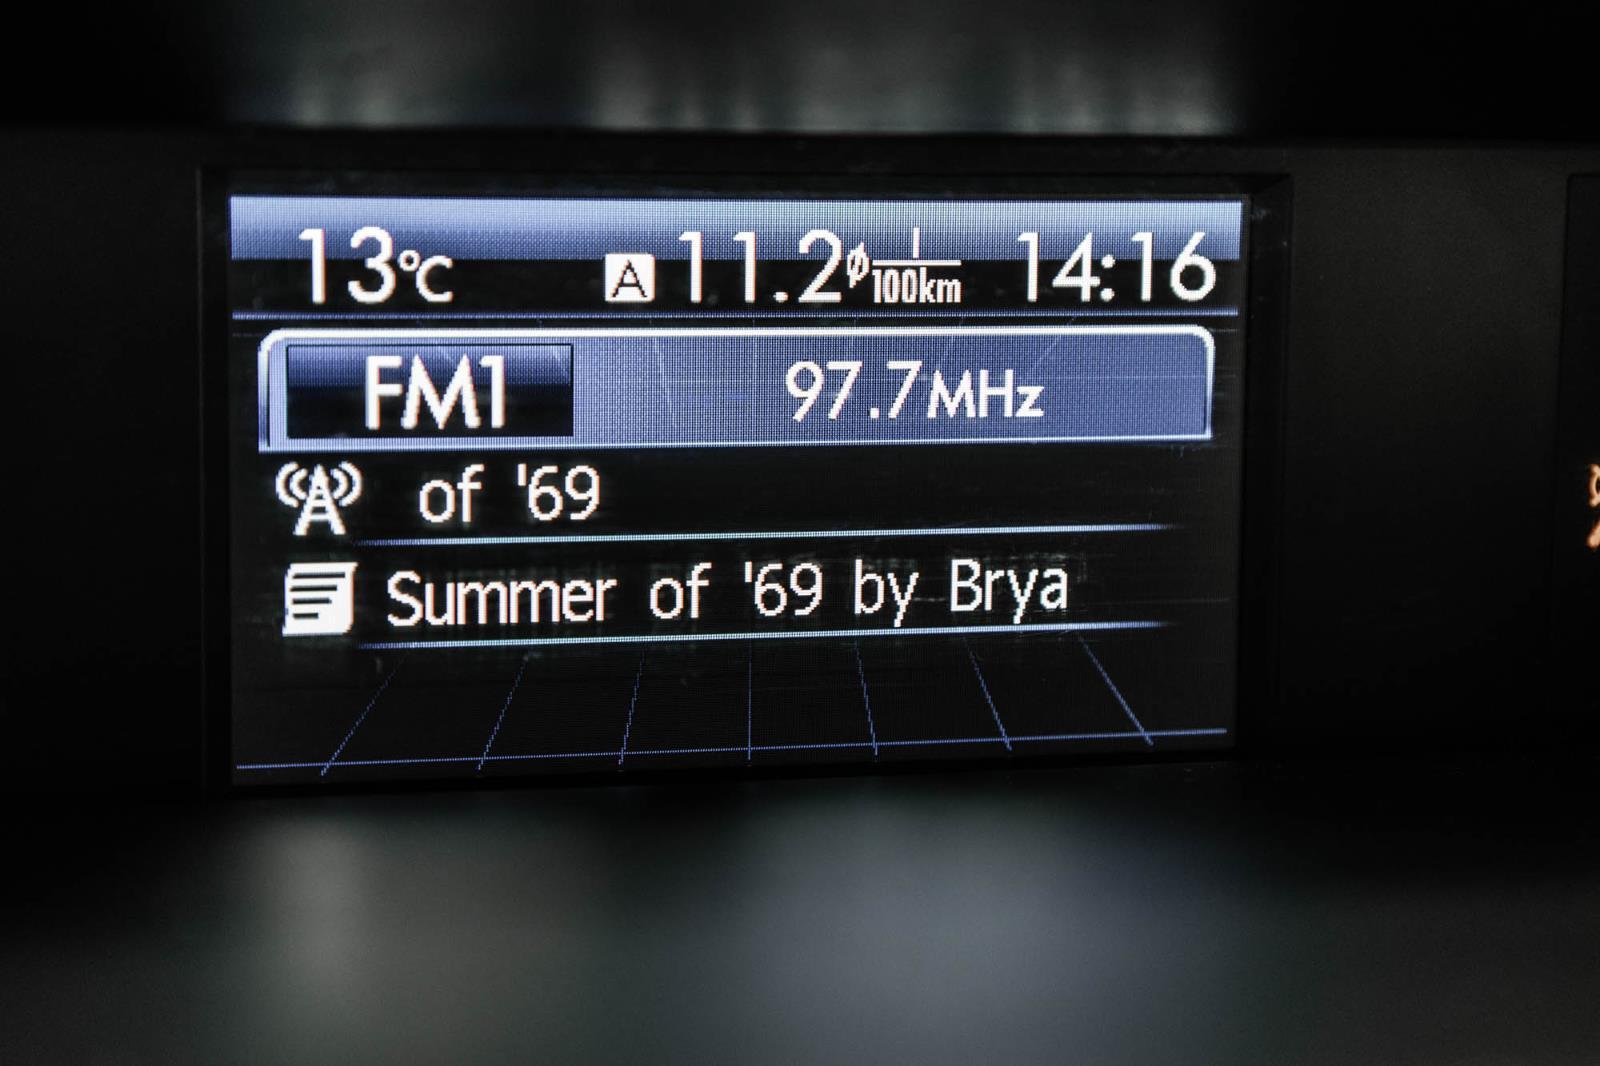 13°C A 11.2 ø l/100km 14:16
FM1 97.7MHz
of '69
Summer of '69 by Brya